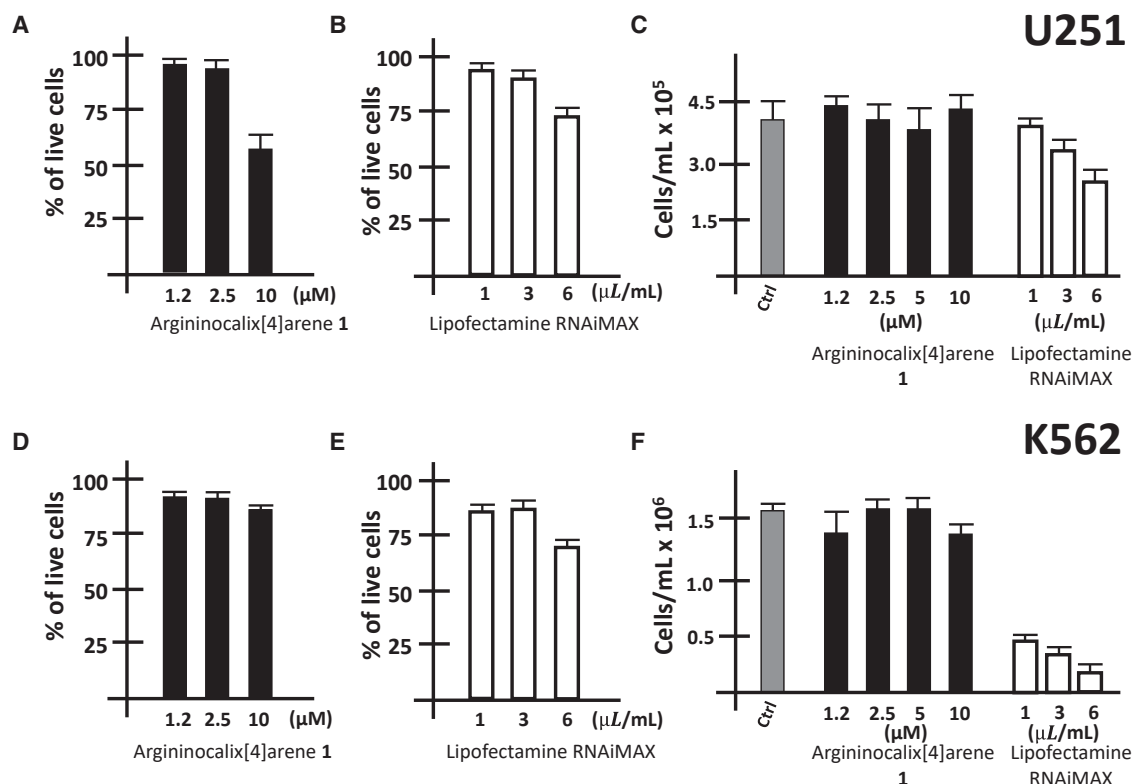 A
% of live cells
100
75
50
25
1.2 2.5 10 (μM)
Argininocalix[4]arene 1
B
% of live cells
100
75
50
25
1 3 6 (μL/mL)
Lipofectamine RNAiMAX
C
U251
Cells/mL x 10⁵
4.5
3.0
1.5
Ctrl
1.2 2.5 5 10
(μM)
Argininocalix[4]arene
1
1 3 6
(μL/mL)
Lipofectamine
RNAiMAX
D
% of live cells
100
75
50
25
1.2 2.5 10 (μM)
Argininocalix[4]arene 1
E
% of live cells
100
75
50
25
1 3 6 (μL/mL)
Lipofectamine RNAiMAX
F
K562
Cells/mL x 10⁶
1.5
1.0
0.5
Ctrl
1.2 2.5 5 10
(μM)
Argininocalix[4]arene
1
1 3 6
(μL/mL)
Lipofectamine
RNAiMAX